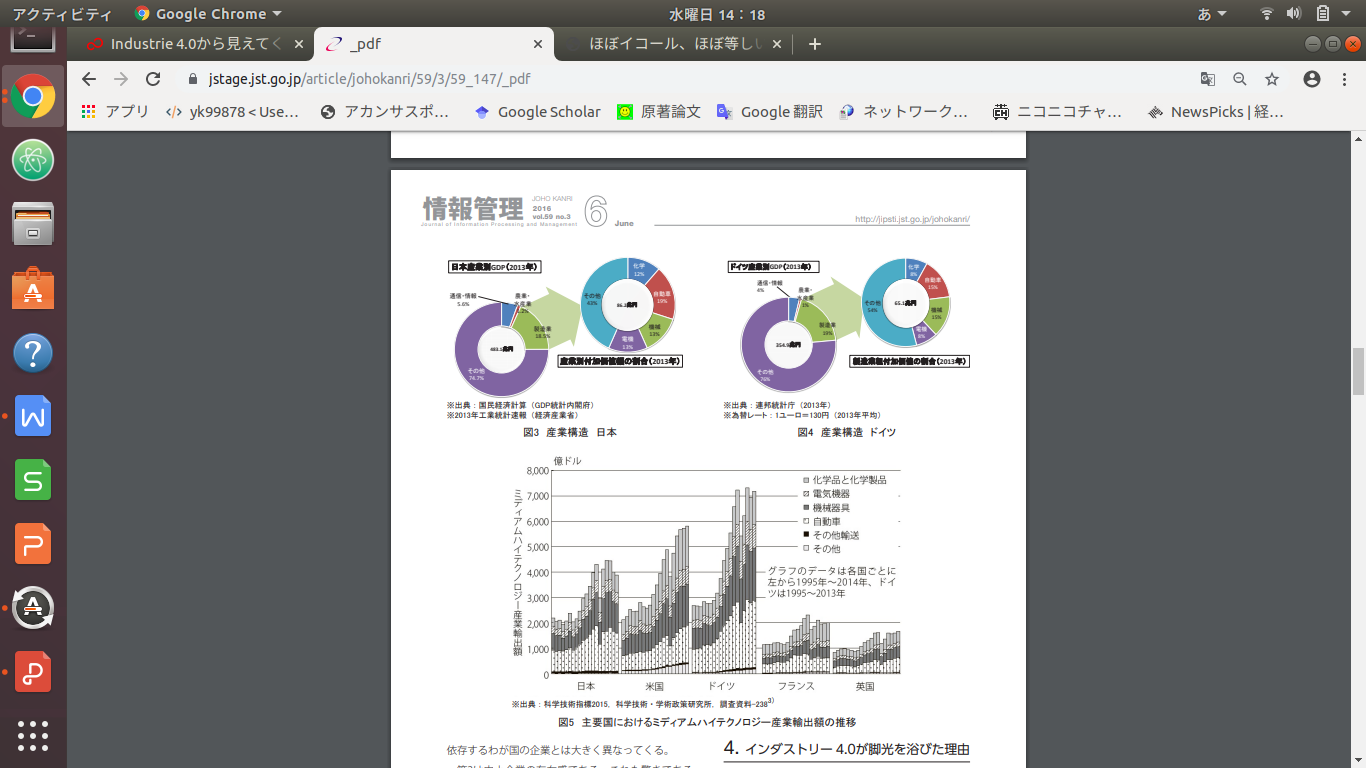 アクティビティ Google Chrome 水曜日 14：18 あ
Industrie 4.0から見えてく _pdf ほぼイコール、ほぼ等しい
jstage.jst.go.jp/article/johokanri/59/3/59_147/_pdf
アプリ yk99878 < Use… アカンサスポ… Google Scholar 原著論文 Google 翻訳 ネットワーク… ニコニコチャ… NewsPicks | 経…
情報管理 JOHO KANRI 2016 vol.59 no.3 6 June
Journal of Information Processing and Management
http://jipsti.jst.go.jp/johokanri/
日本産業別GDP（2013年）
通信・情報
5.6%
農業・
水産業
1.2%
製造業
18.5%
その他
74.7%
化学
12%
自動車
19%
機械
13%
電機
13%
その他
43%
産業別付加価値額の割合（2013年）
※出典：国民経済計算（GDP統計内閣府）
※2013年工業統計速報（経済産業省）
図3 産業構造 日本
ドイツ産業別GDP（2013年）
通信・情報
4%
農業・
水産業
1%
製造業
19%
その他
76%
354.9兆円
化学
8%
自動車
15%
機械
15%
電機
8%
その他
54%
製造業粗付加価値の割合（2013年）
※出典：連邦統計庁（2013年）
※為替レート：1ユーロ＝130円（2013年平均）
図4 産業構造 ドイツ
億ドル
8,000
7,000
6,000
5,000
4,000
3,000
2,000
1,000
0
ミディアムハイテクノロジー産業輸出額
化学品と化学製品
電気機器
機械器具
自動車
その他輸送
その他
グラフのデータは各国ごとに
左から1995年〜2014年、ドイ
ツは1995〜2013年
日本 米国 ドイツ フランス 英国
※出典：科学技術指標2015，科学技術・学術政策研究所，調査資料-238 3)
図5 主要国におけるミディアムハイテクノロジー産業輸出額の推移
依存するわが国の企業とは大きく異なってくる。
4. インダストリー 4.0が脚光を浴びた理由